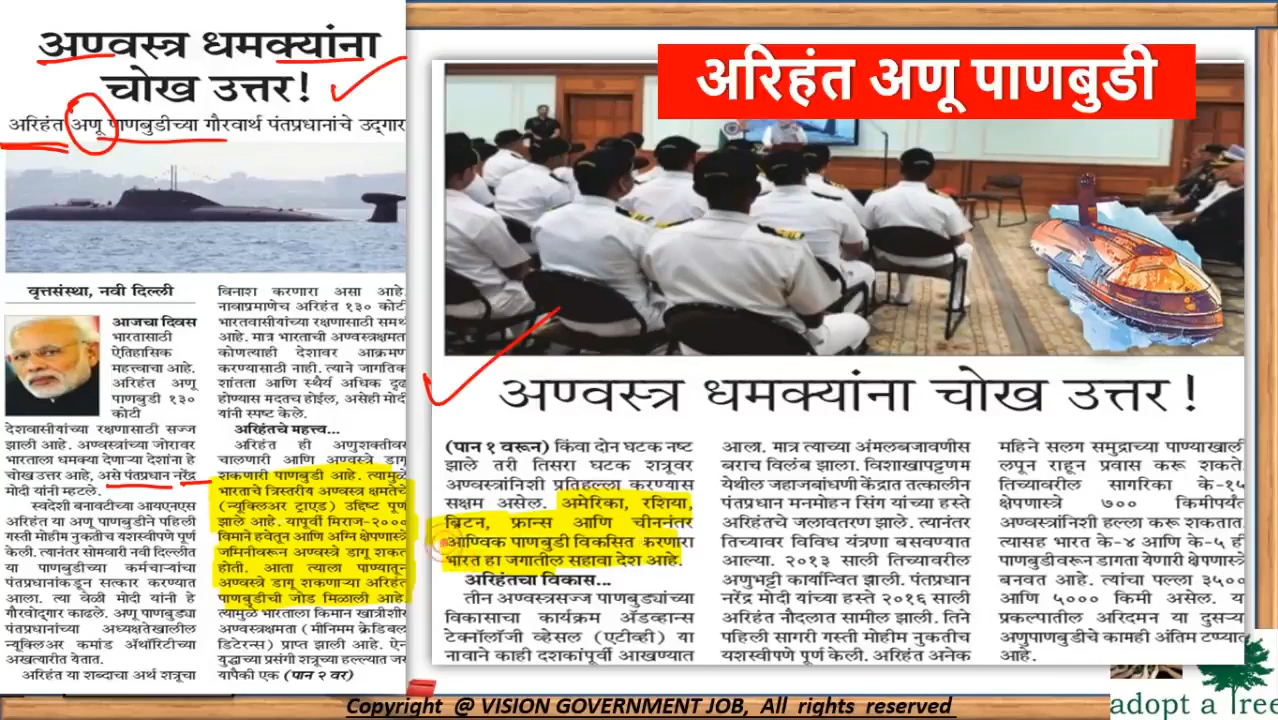 अण्वस्त्र धमक्यांना
चोख उत्तर!
अरिहंत अणू पाणबुडीच्या गौरवार्थ पंतप्रधानांचे उद्‌गार
वृत्तसंस्था, नवी दिल्ली
आजचा दिवस
भारतासाठी
ऐतिहासिक
महत्त्वाचा आहे.
अरिहंत अणू
पाणबुडी १३०
कोटी
देशवासीयांच्या रक्षणासाठी सज्ज
झाली आहे. अण्वस्त्रांच्या जोरावर
भारताला धमक्या देणाऱ्या देशांना हे
चोख उत्तर आहे, असे पंतप्रधान नरेंद्र
मोदी यांनी म्हटले.
स्वदेशी बनावटीच्या आयएनएस
अरिहंत या अणू पाणबुडीने पहिली
गस्ती मोहीम नुकतीच यशस्वीपणे पूर्ण
केली. त्यानंतर सोमवारी नवी दिल्लीत
या पाणबुडीच्या कर्मचाऱ्यांचा
पंतप्रधानांकडून सत्कार करण्यात
आला. त्या वेळी मोदी यांनी हे
गौरवोद्‌गार काढले. अणू पाणबुडी
पंतप्रधानांच्या अध्यक्षतेखालील
न्यूक्लिअर कमांड अ‍ॅथॉरिटीच्या
अखत्यारीत येतात.
अरिहंत या शब्दाचा अर्थ शत्रूचा
विनाश करणारा असा आहे.
नावाप्रमाणेच अरिहंत १३० कोटी
भारतवासीयांच्या रक्षणासाठी समर्थ
आहे. मात्र भारताची अण्वस्त्रक्षमता
कोणत्याही देशावर आक्रमण
करण्यासाठी नाही. त्याने जागतिक
शांतता आणि स्थैर्य अधिक दृढ
होण्यास मदतच होईल, असेही मोदी
यांनी स्पष्ट केले.
अरिहंतचे महत्त्व...
अरिहंत ही अणुशक्तीवर
चालणारी आणि अण्वस्त्रे डागू
शकणारी पाणबुडी आहे. त्यामुळे
भारताचे त्रिस्तरीय अण्वस्त्र क्षमतेचे
(न्यूक्लिअर ट्राएड) उद्दिष्ट पूर्ण
झाले आहे. यापूर्वी मिराज-२०००
विमाने हवेतून आणि अग्नि क्षेपणास्त्रे
जमिनीवरून अण्वस्त्रे डागू शकत
होती. आता त्याला पाण्यातून
अण्वस्त्रे डागू शकणाऱ्या अरिहंत
पाणबुडीची जोड मिळाली आहे.
त्यामुळे भारताला किमान खात्रीशीर
अण्वस्त्रक्षमता (मीनिमम क्रेडिबल
डिटेरन्स) प्राप्त झाली आहे. ऐन
युद्धाच्या प्रसंगी शत्रूच्या हल्ल्यात जर
यापैकी एक (पान २ वर)
अरिहंत अणू पाणबुडी
अण्वस्त्र धमक्यांना चोख उत्तर !
(पान १ वरून) किंवा दोन घटक नष्ट
झाले तरी तिसरा घटक शत्रूवर
अण्वस्त्रांनिशी प्रतिहल्ला करण्यास
सक्षम असेल. अमेरिका, रशिया,
ब्रिटन, फ्रान्स आणि चीननंतर
आण्विक पाणबुडी विकसित करणारा
भारत हा जगातील सहावा देश आहे.
अरिहंतचा विकास...
तीन अण्वस्त्रसज्ज पाणबुड्यांच्या
विकासाचा कार्यक्रम अ‍ॅडव्हान्स
टेक्नॉलॉजी व्हेसल (एटीव्ही) या
नावाने काही दशकांपूर्वी आखण्यात
आला. मात्र त्याच्या अंमलबजावणीस
बराच विलंब झाला. विशाखापट्टणम
येथील जहाजबांधणी केंद्रात तत्कालीन
पंतप्रधान मनमोहन सिंग यांच्या हस्ते
अरिहंतचे जलावतरण झाले. त्यानंतर
तिच्यावर विविध यंत्रणा बसवण्यात
आल्या. २०१३ साली तिच्यावरील
अणुभट्टी कार्यान्वित झाली. पंतप्रधान
नरेंद्र मोदी यांच्या हस्ते २०१६ साली
अरिहंत नौदलात सामील झाली. तिने
पहिली सागरी गस्ती मोहीम नुकतीच
यशस्वीपणे पूर्ण केली. अरिहंत अनेक
महिने सलग समुद्राच्या पाण्याखाली
लपून राहून प्रवास करू शकते.
तिच्यावरील सागरिका के-१५
क्षेपणास्त्रे ७०० किमीपर्यंत
अण्वस्त्रांनिशी हल्ला करू शकतात.
त्यासह भारत के-४ आणि के-५ ही
पाणबुडीवरून डागता येणारी क्षेपणास्त्रे
बनवत आहे. त्यांचा पल्ला ३५००
आणि ५००० किमी असेल. या
प्रकल्पातील अरिदमन या दुसऱ्या
अणुपाणबुडीचे कामही अंतिम टप्प्यात
आहे.
Copyright @ VISION GOVERNMENT JOB, All rights reserved
adopt a Tree